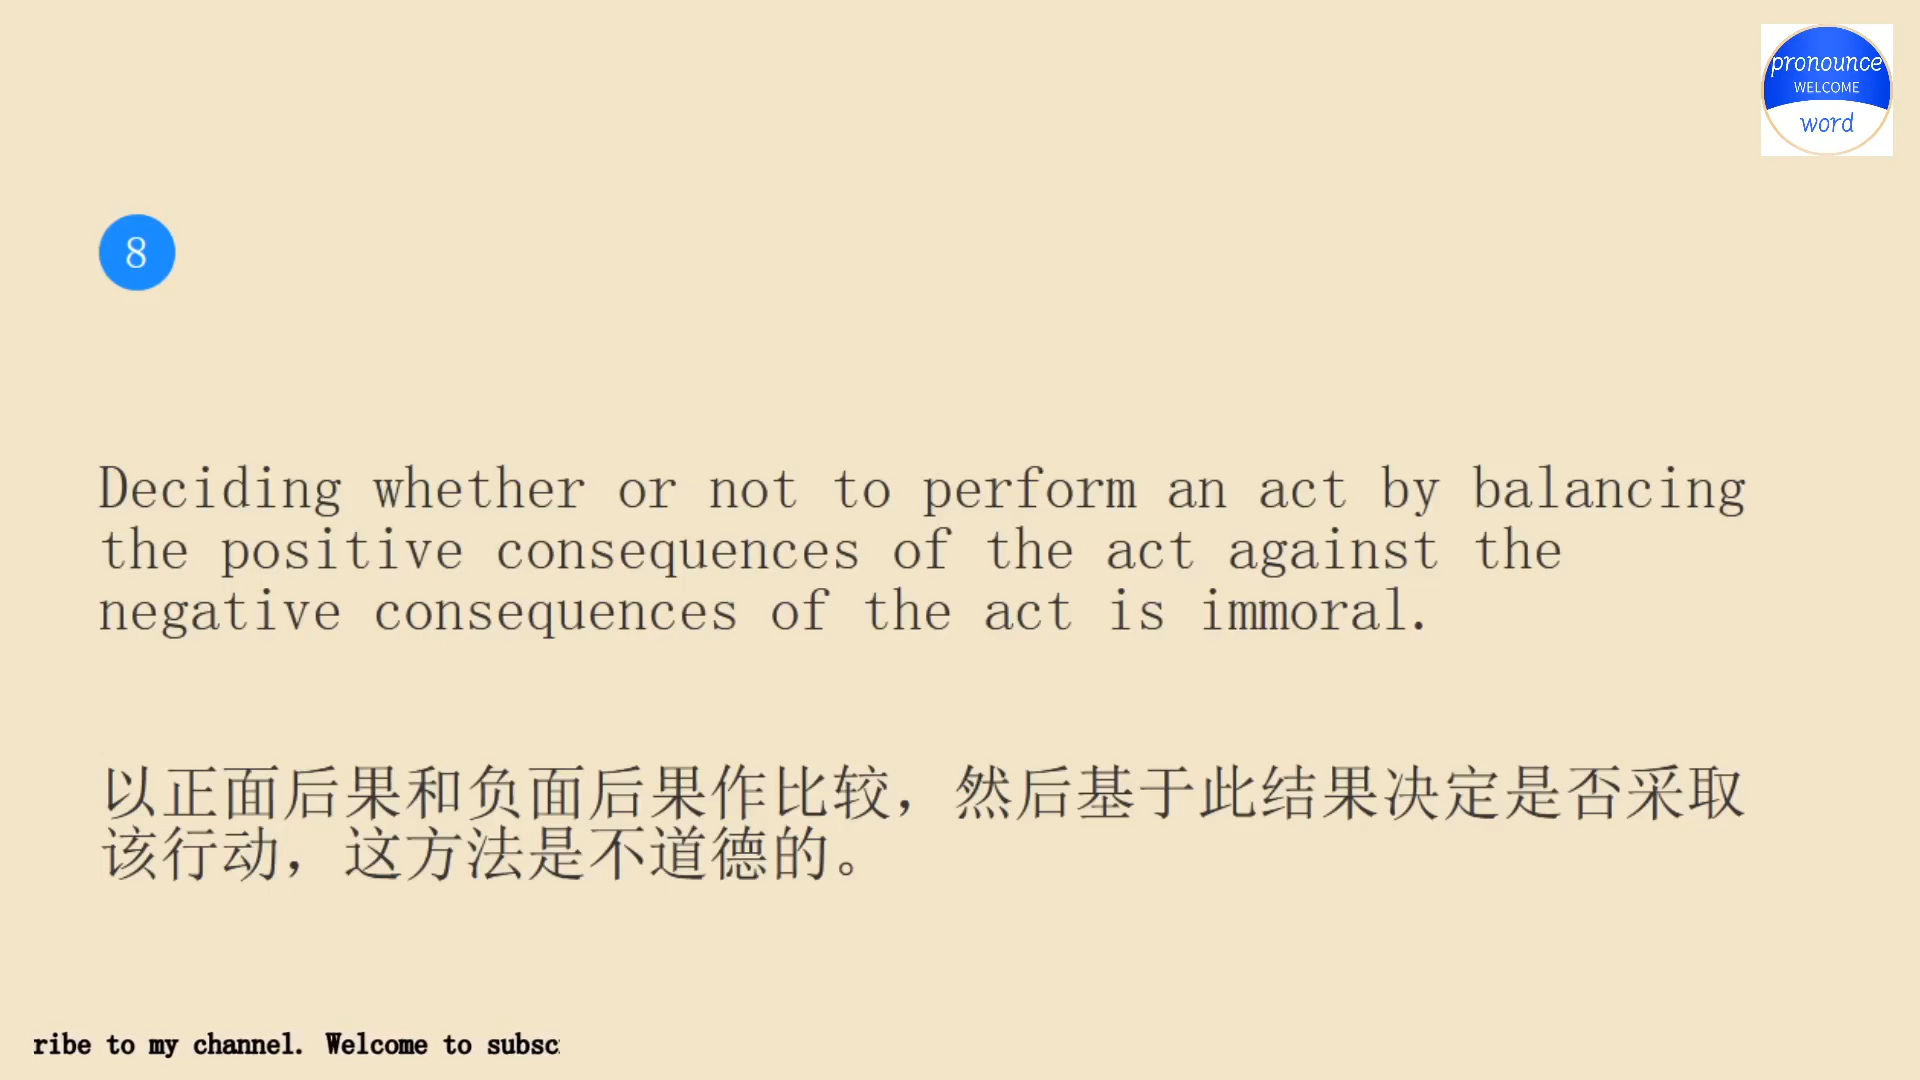 pronounce
WELCOME
word
8
Deciding whether or not to perform an act by balancing
the positive consequences of the act against the
negative consequences of the act is immoral.
以正面后果和负面后果作比较，然后基于此结果决定是否采取
该行动，这方法是不道德的。
ribe to my channel. Welcome to subsc